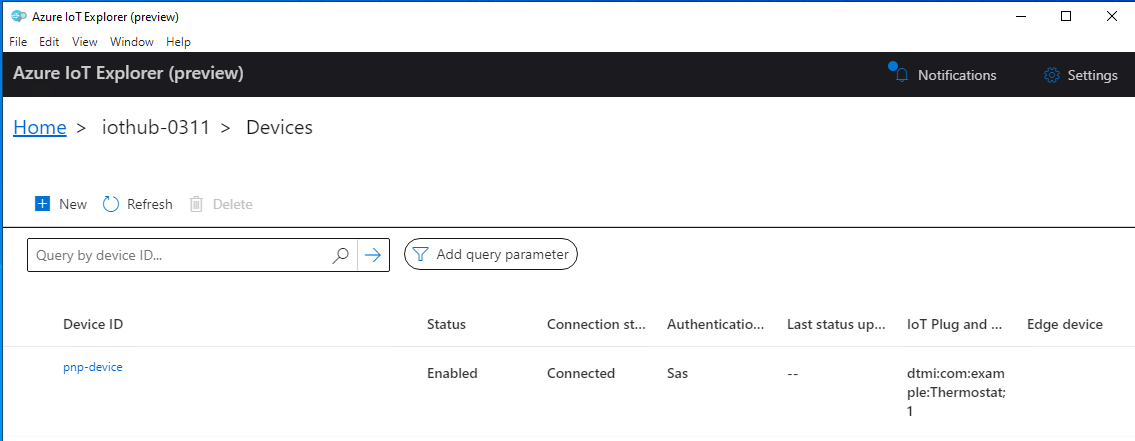 Azure IoT Explorer (preview)
File Edit View Window Help
Azure IoT Explorer (preview) Notifications Settings
Home > iothub-0311 > Devices
New Refresh Delete
Query by device ID... Add query parameter
Device ID Status Connection st... Authenticatio... Last status up... IoT Plug and ... Edge device
pnp-device Enabled Connected Sas -- dtmi:com:exam
ple:Thermostat;
1